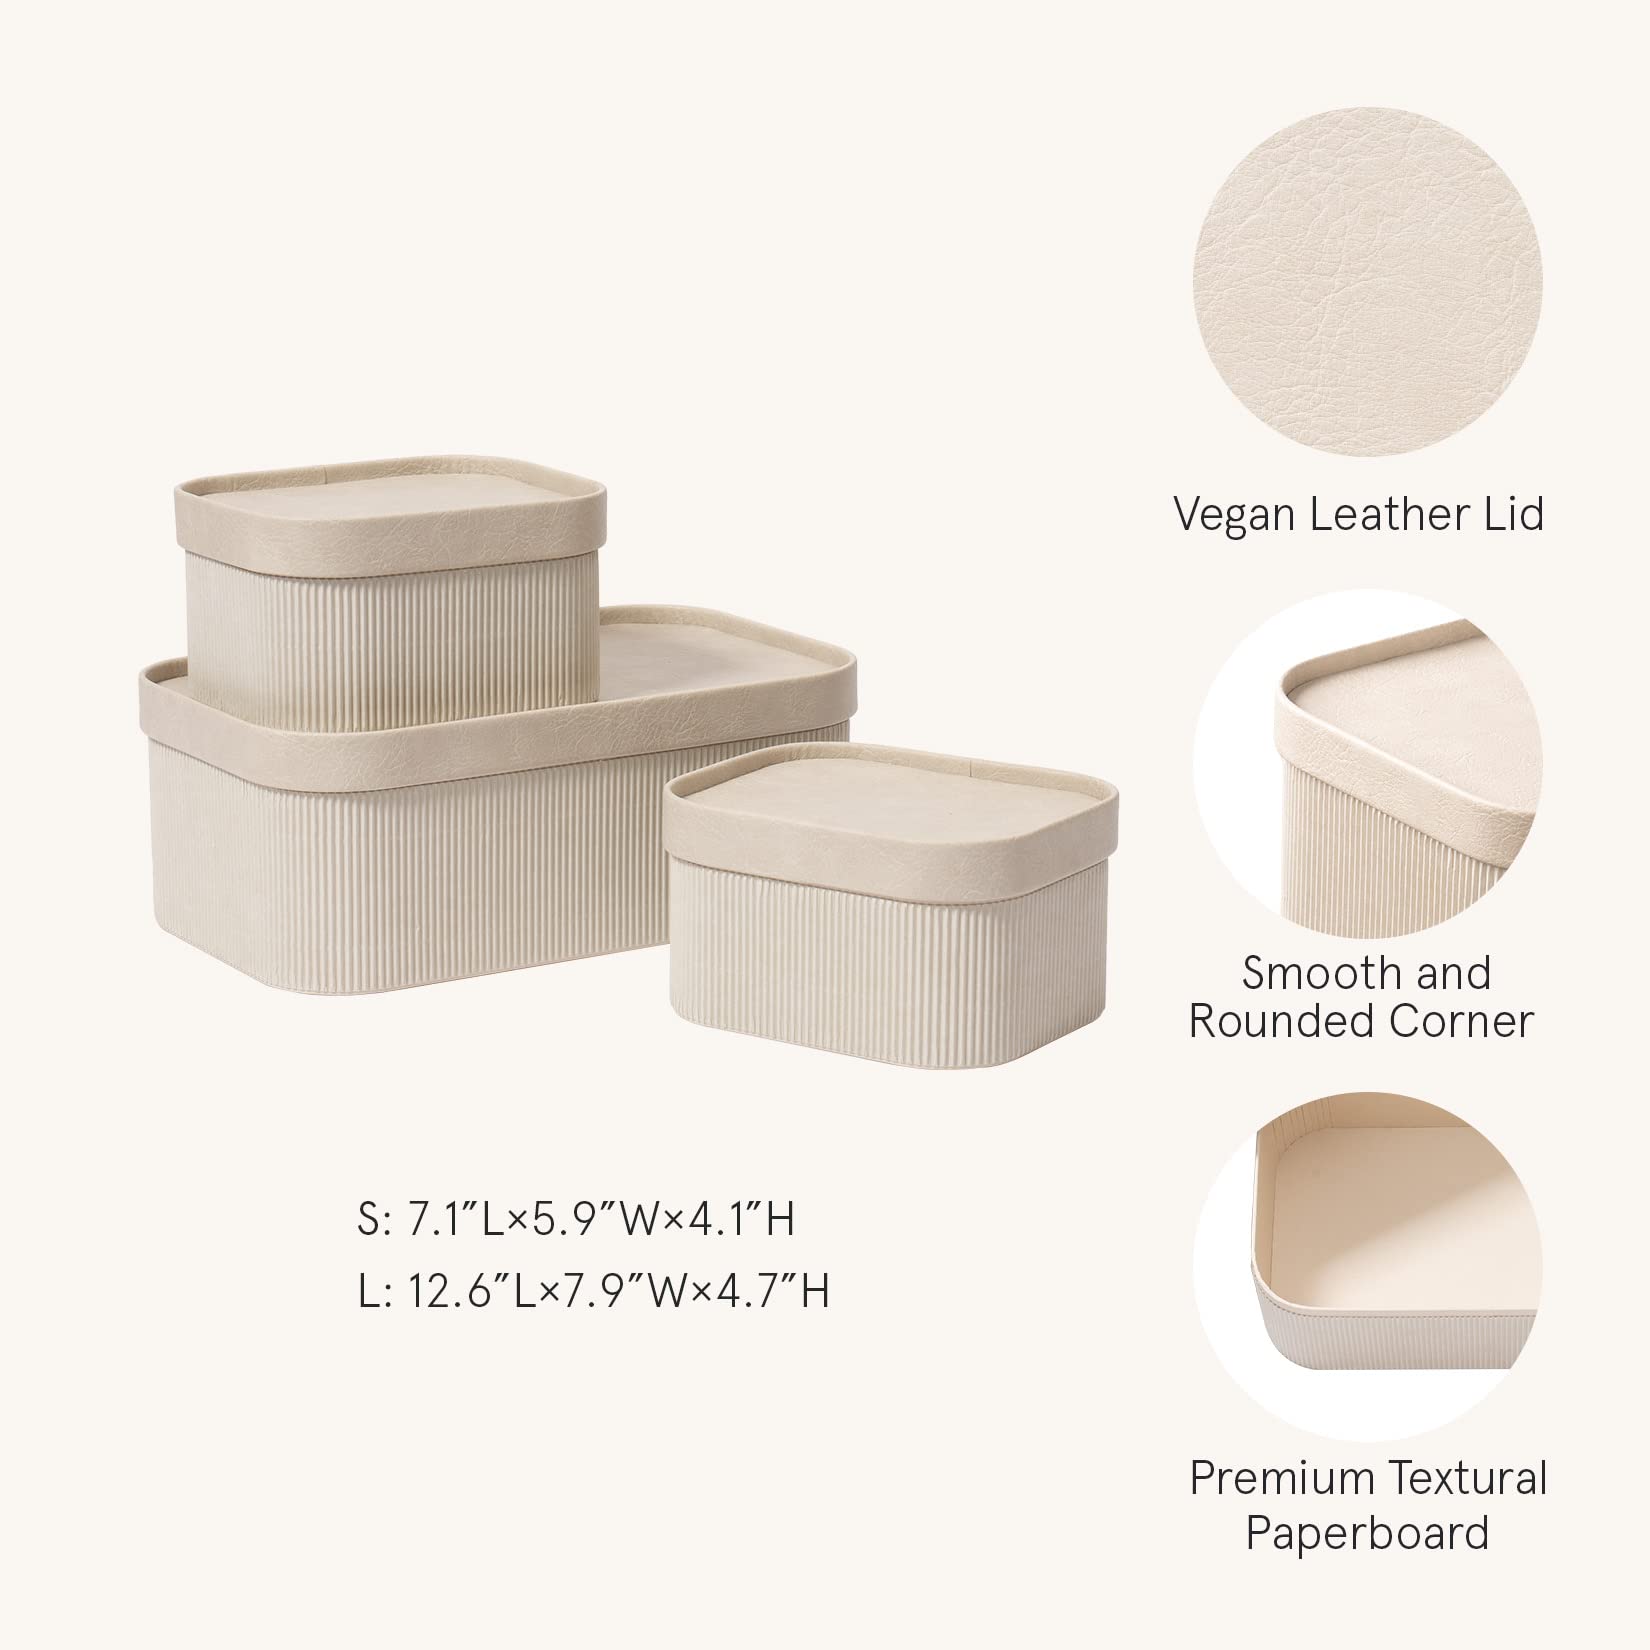 Vegan Leather Lid
Smooth and
Rounded Corner
S: 7.1″L×5.9″W×4.1″H
L: 12.6″L×7.9″W×4.7″H
Premium Textural
Paperboard